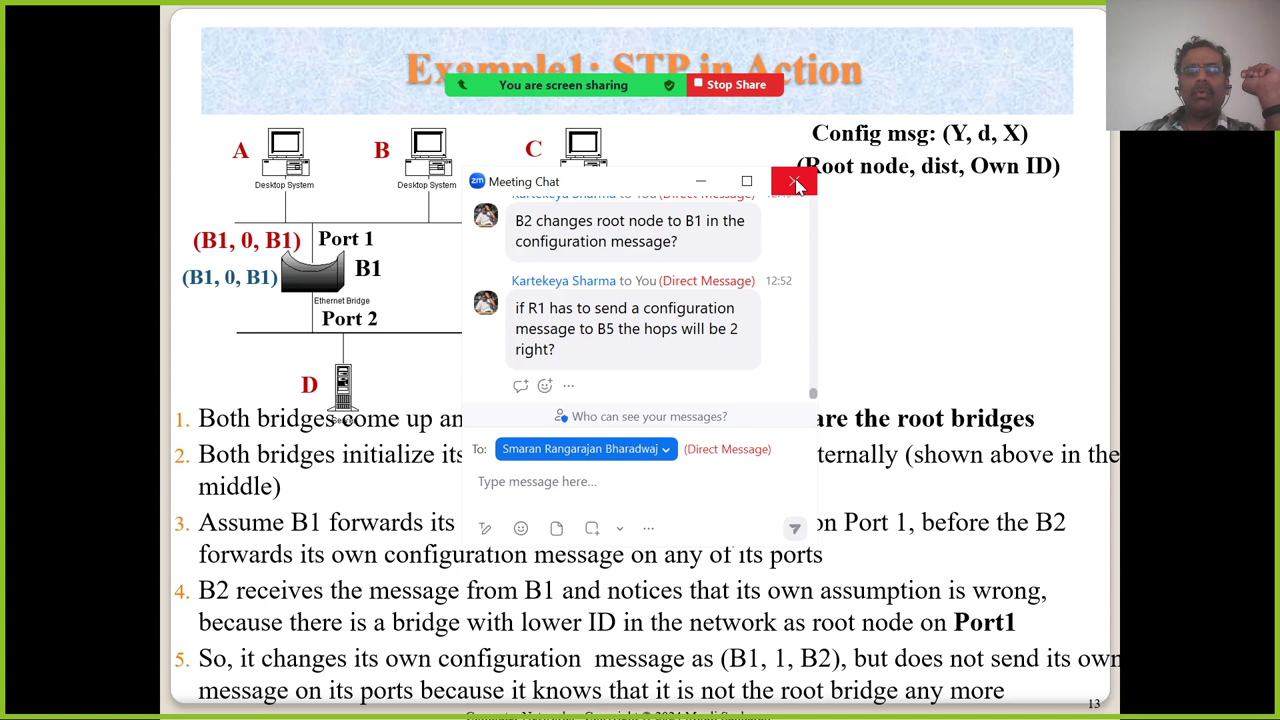 Example1: STP in Action
You are screen sharing
Stop Share
Config msg: (Y, d, X)
(Root node, dist, Own ID)
A
B
C
Desktop System
Desktop System
zm Meeting Chat
Kartekeya Sharma to You (Direct Message)
B2 changes root node to B1 in the
configuration message?
Kartekeya Sharma to You (Direct Message) 12:52
if R1 has to send a configuration
message to B5 the hops will be 2
right?
Who can see your messages?
To: Smaran Rangarajan Bharadwaj (Direct Message)
Type message here...
(B1, 0, B1) Port 1
(B1, 0, B1) B1
Ethernet Bridge
Port 2
D
1. Both bridges come up an are the root bridges
2. Both bridges initialize its ternally (shown above in the
middle)
3. Assume B1 forwards its on Port 1, before the B2
forwards its own configuration message on any of its ports
4. B2 receives the message from B1 and notices that its own assumption is wrong,
because there is a bridge with lower ID in the network as root node on Port1
5. So, it changes its own configuration message as (B1, 1, B2), but does not send its own
message on its ports because it knows that it is not the root bridge any more
13